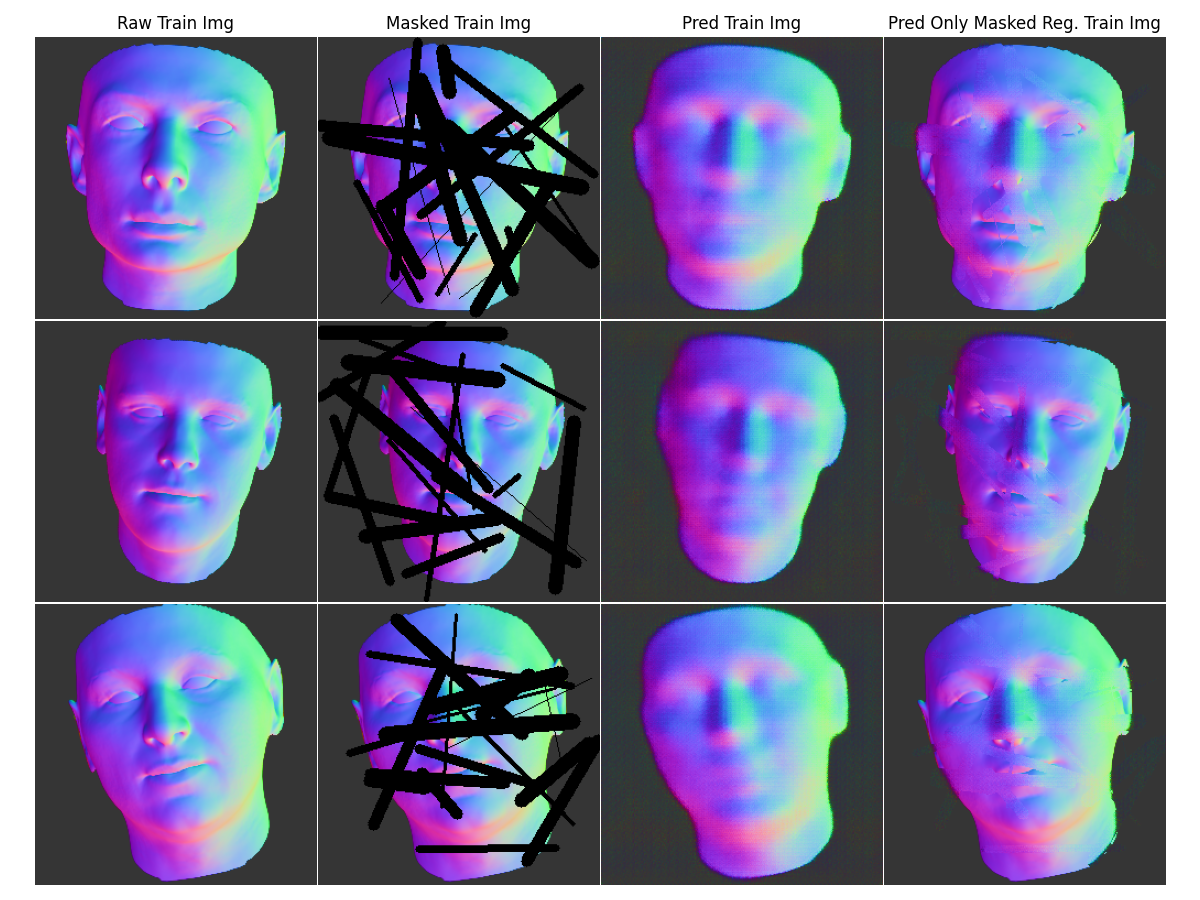 Raw Train Img
Masked Train Img
Pred Train Img
Pred Only Masked Reg. Train Img